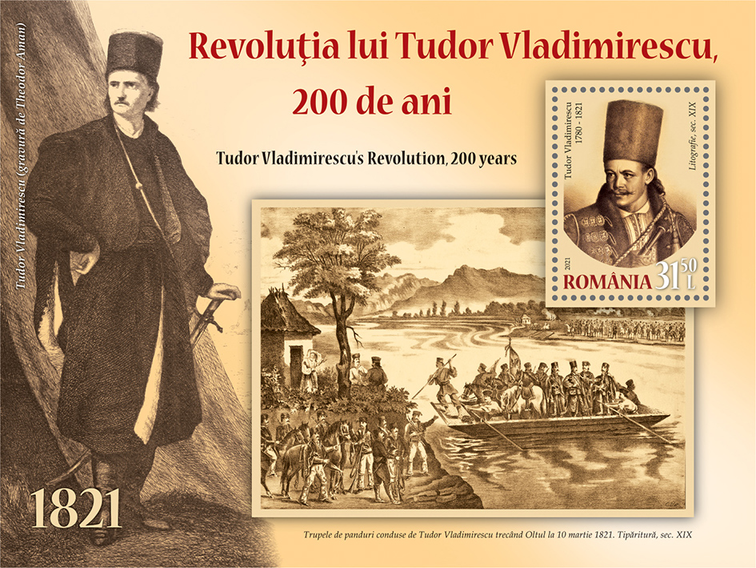 Revoluţia lui Tudor Vladimirescu,
200 de ani
Tudor Vladimirescu's Revolution, 200 years
Tudor Vladimirescu (gravură de Theodor Aman)
Tudor Vladimirescu
1780 - 1821
Litografie, sec. XIX
2021
ROMÂNIA 31 50 L
1821
Trupele de panduri conduse de Tudor Vladimirescu trecând Oltul la 10 martie 1821. Tipăritură, sec. XIX